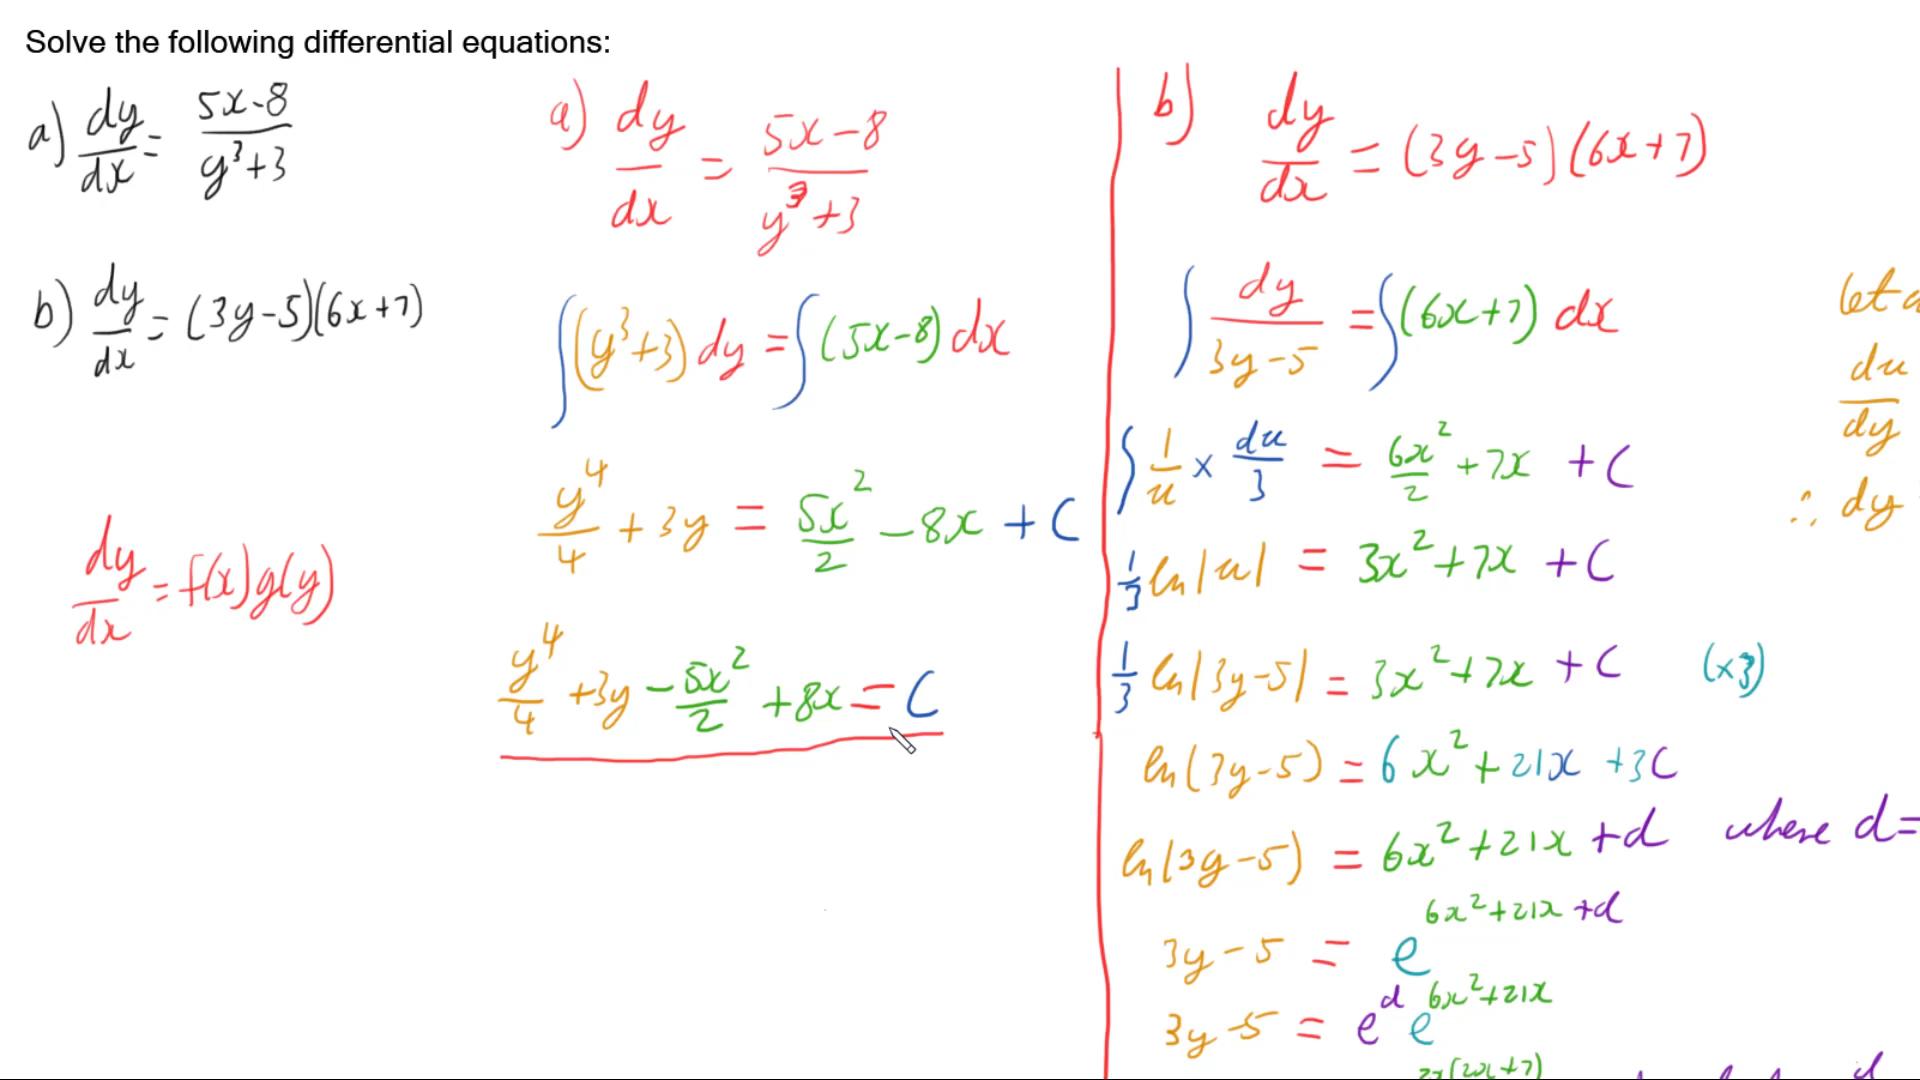 Solve the following differential equations:
a) dy/dx = (5x-8)/(y³+3)
b) dy/dx = (3y-5)(6x+7)
dy/dx = f(x)g(y)
a) dy/dx = (5x-8)/(y³+3)
∫(y³+3) dy = ∫(5x-8) dx
y⁴/4 + 3y = 5x²/2 - 8x + C
y⁴/4 + 3y - 5x²/2 + 8x = C
b) dy/dx = (3y-5)(6x+7)
∫ dy/(3y-5) = ∫(6x+7) dx
∫ 1/u × du/3 = 6x²/2 + 7x + C
1/3 ln|u| = 3x² + 7x + C
1/3 ln|3y-5| = 3x² + 7x + C (×3)
ln(3y-5) = 6x² + 21x + 3C
ln(3y-5) = 6x² + 21x + d where d =
3y-5 = e^(6x²+21x+d)
3y-5 = e^d e^(6x²+21x)
let
du/dy
∴ dy